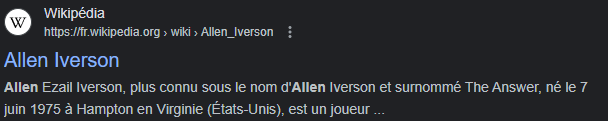 W
Wikipédia
https://fr.wikipedia.org › wiki › Allen_Iverson
Allen Iverson
Allen Ezail Iverson, plus connu sous le nom d'Allen Iverson et surnommé The Answer, né le 7
juin 1975 à Hampton en Virginie (États-Unis), est un joueur ...